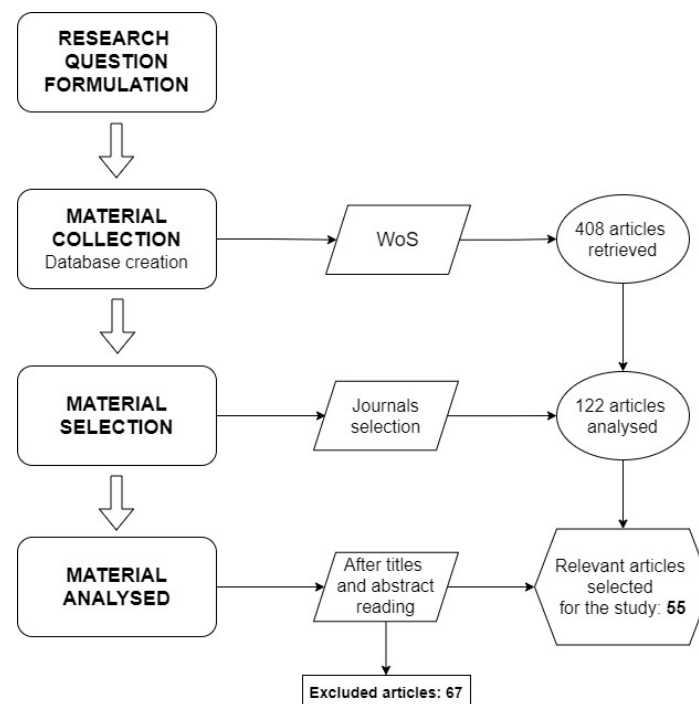 RESEARCH
QUESTION
FORMULATION
MATERIAL
COLLECTION
Database creation
WoS
408 articles
retrieved
MATERIAL
SELECTION
Journals
selection
122 articles
analysed
MATERIAL
ANALYSED
After titles
and abstract
reading
Relevant articles
selected
for the study: 55
Excluded articles: 67